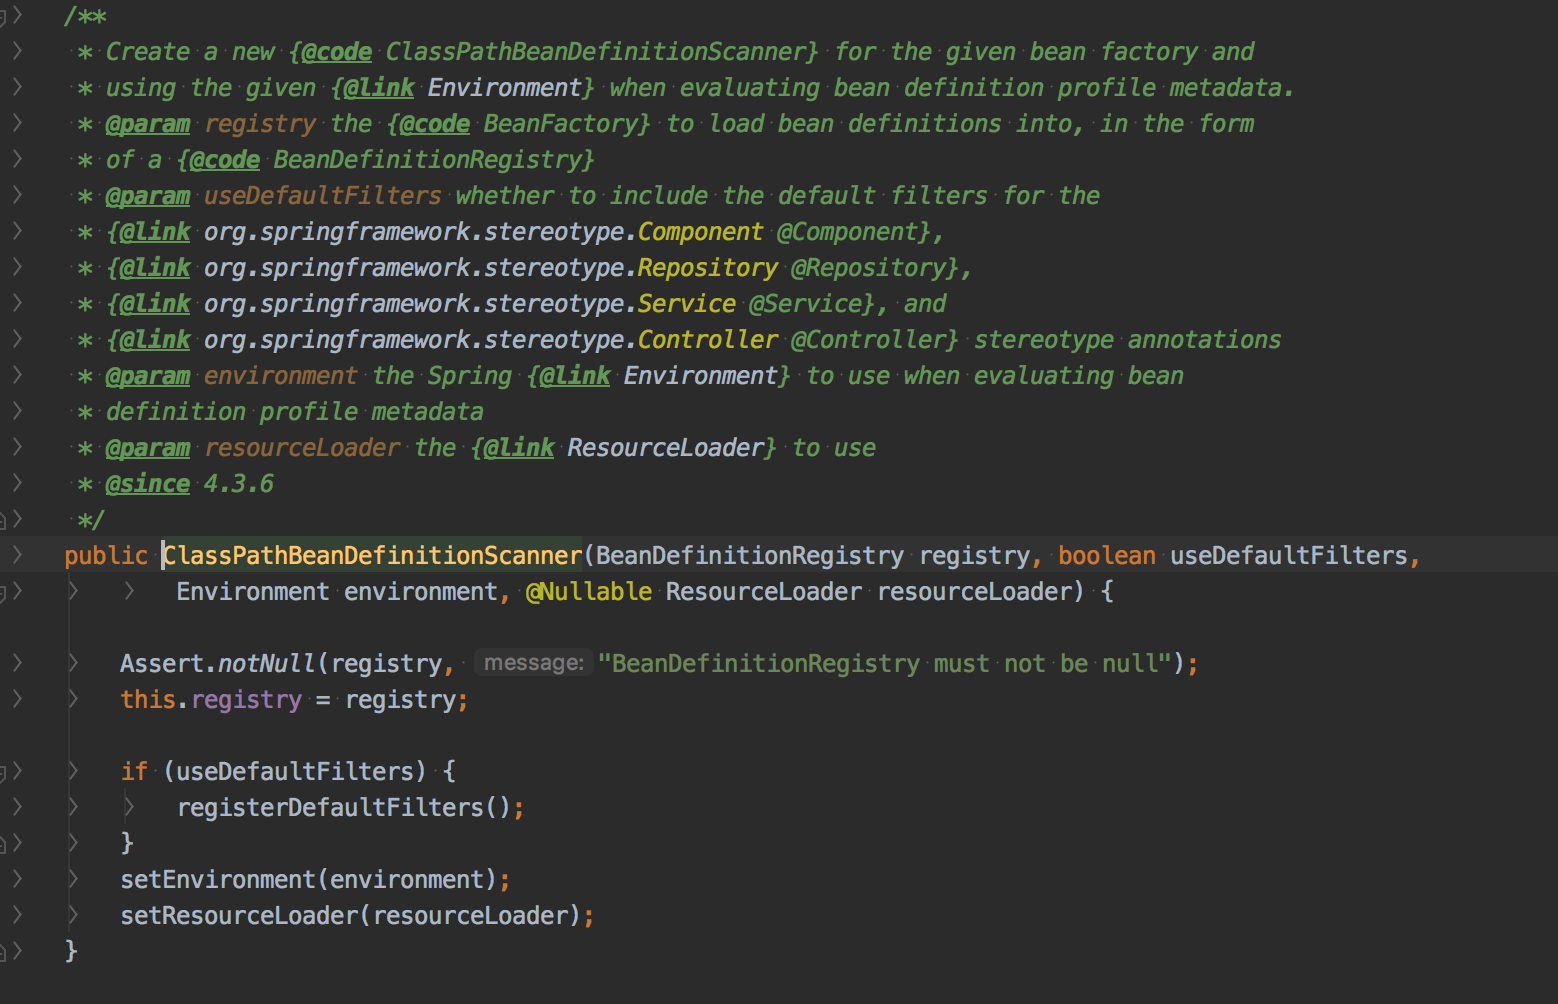 /**
 * Create a new {@code ClassPathBeanDefinitionScanner} for the given bean factory and
 * using the given {@link Environment} when evaluating bean definition profile metadata.
 * @param registry the {@code BeanFactory} to load bean definitions into, in the form
 * of a {@code BeanDefinitionRegistry}
 * @param useDefaultFilters whether to include the default filters for the
 * {@link org.springframework.stereotype.Component @Component},
 * {@link org.springframework.stereotype.Repository @Repository},
 * {@link org.springframework.stereotype.Service @Service}, and
 * {@link org.springframework.stereotype.Controller @Controller} stereotype annotations
 * @param environment the Spring {@link Environment} to use when evaluating bean
 * definition profile metadata
 * @param resourceLoader the {@link ResourceLoader} to use
 * @since 4.3.6
 */
public ClassPathBeanDefinitionScanner(BeanDefinitionRegistry registry, boolean useDefaultFilters,
        Environment environment, @Nullable ResourceLoader resourceLoader) {
    Assert.notNull(registry, message: "BeanDefinitionRegistry must not be null");
    this.registry = registry;
    if (useDefaultFilters) {
        registerDefaultFilters();
    }
    setEnvironment(environment);
    setResourceLoader(resourceLoader);
}